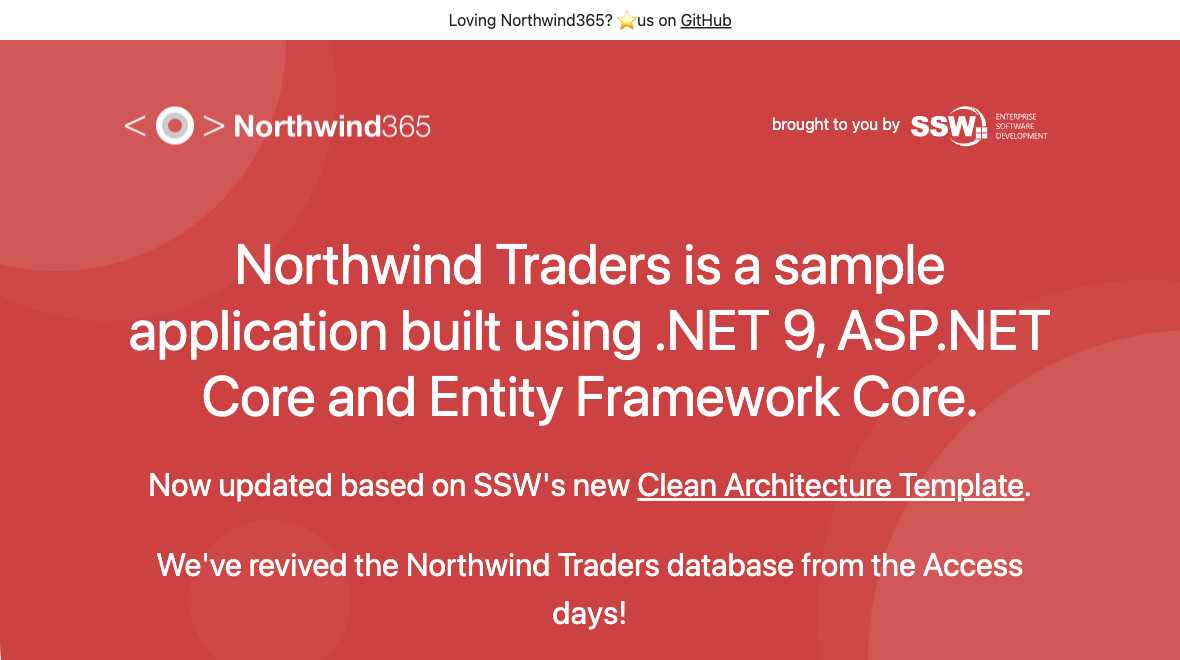 Loving Northwind365? ⭐us on GitHub
< > Northwind365
brought to you by SSW ENTERPRISE SOFTWARE DEVELOPMENT
Northwind Traders is a sample
application built using .NET 9, ASP.NET
Core and Entity Framework Core.
Now updated based on SSW's new Clean Architecture Template.
We've revived the Northwind Traders database from the Access
days!